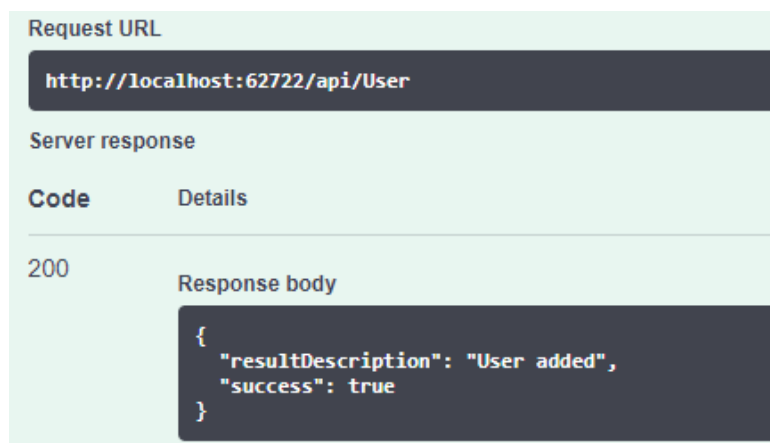 Request URL
http://localhost:62722/api/User
Server response
Code Details
200
Response body
{
  "resultDescription": "User added",
  "success": true
}